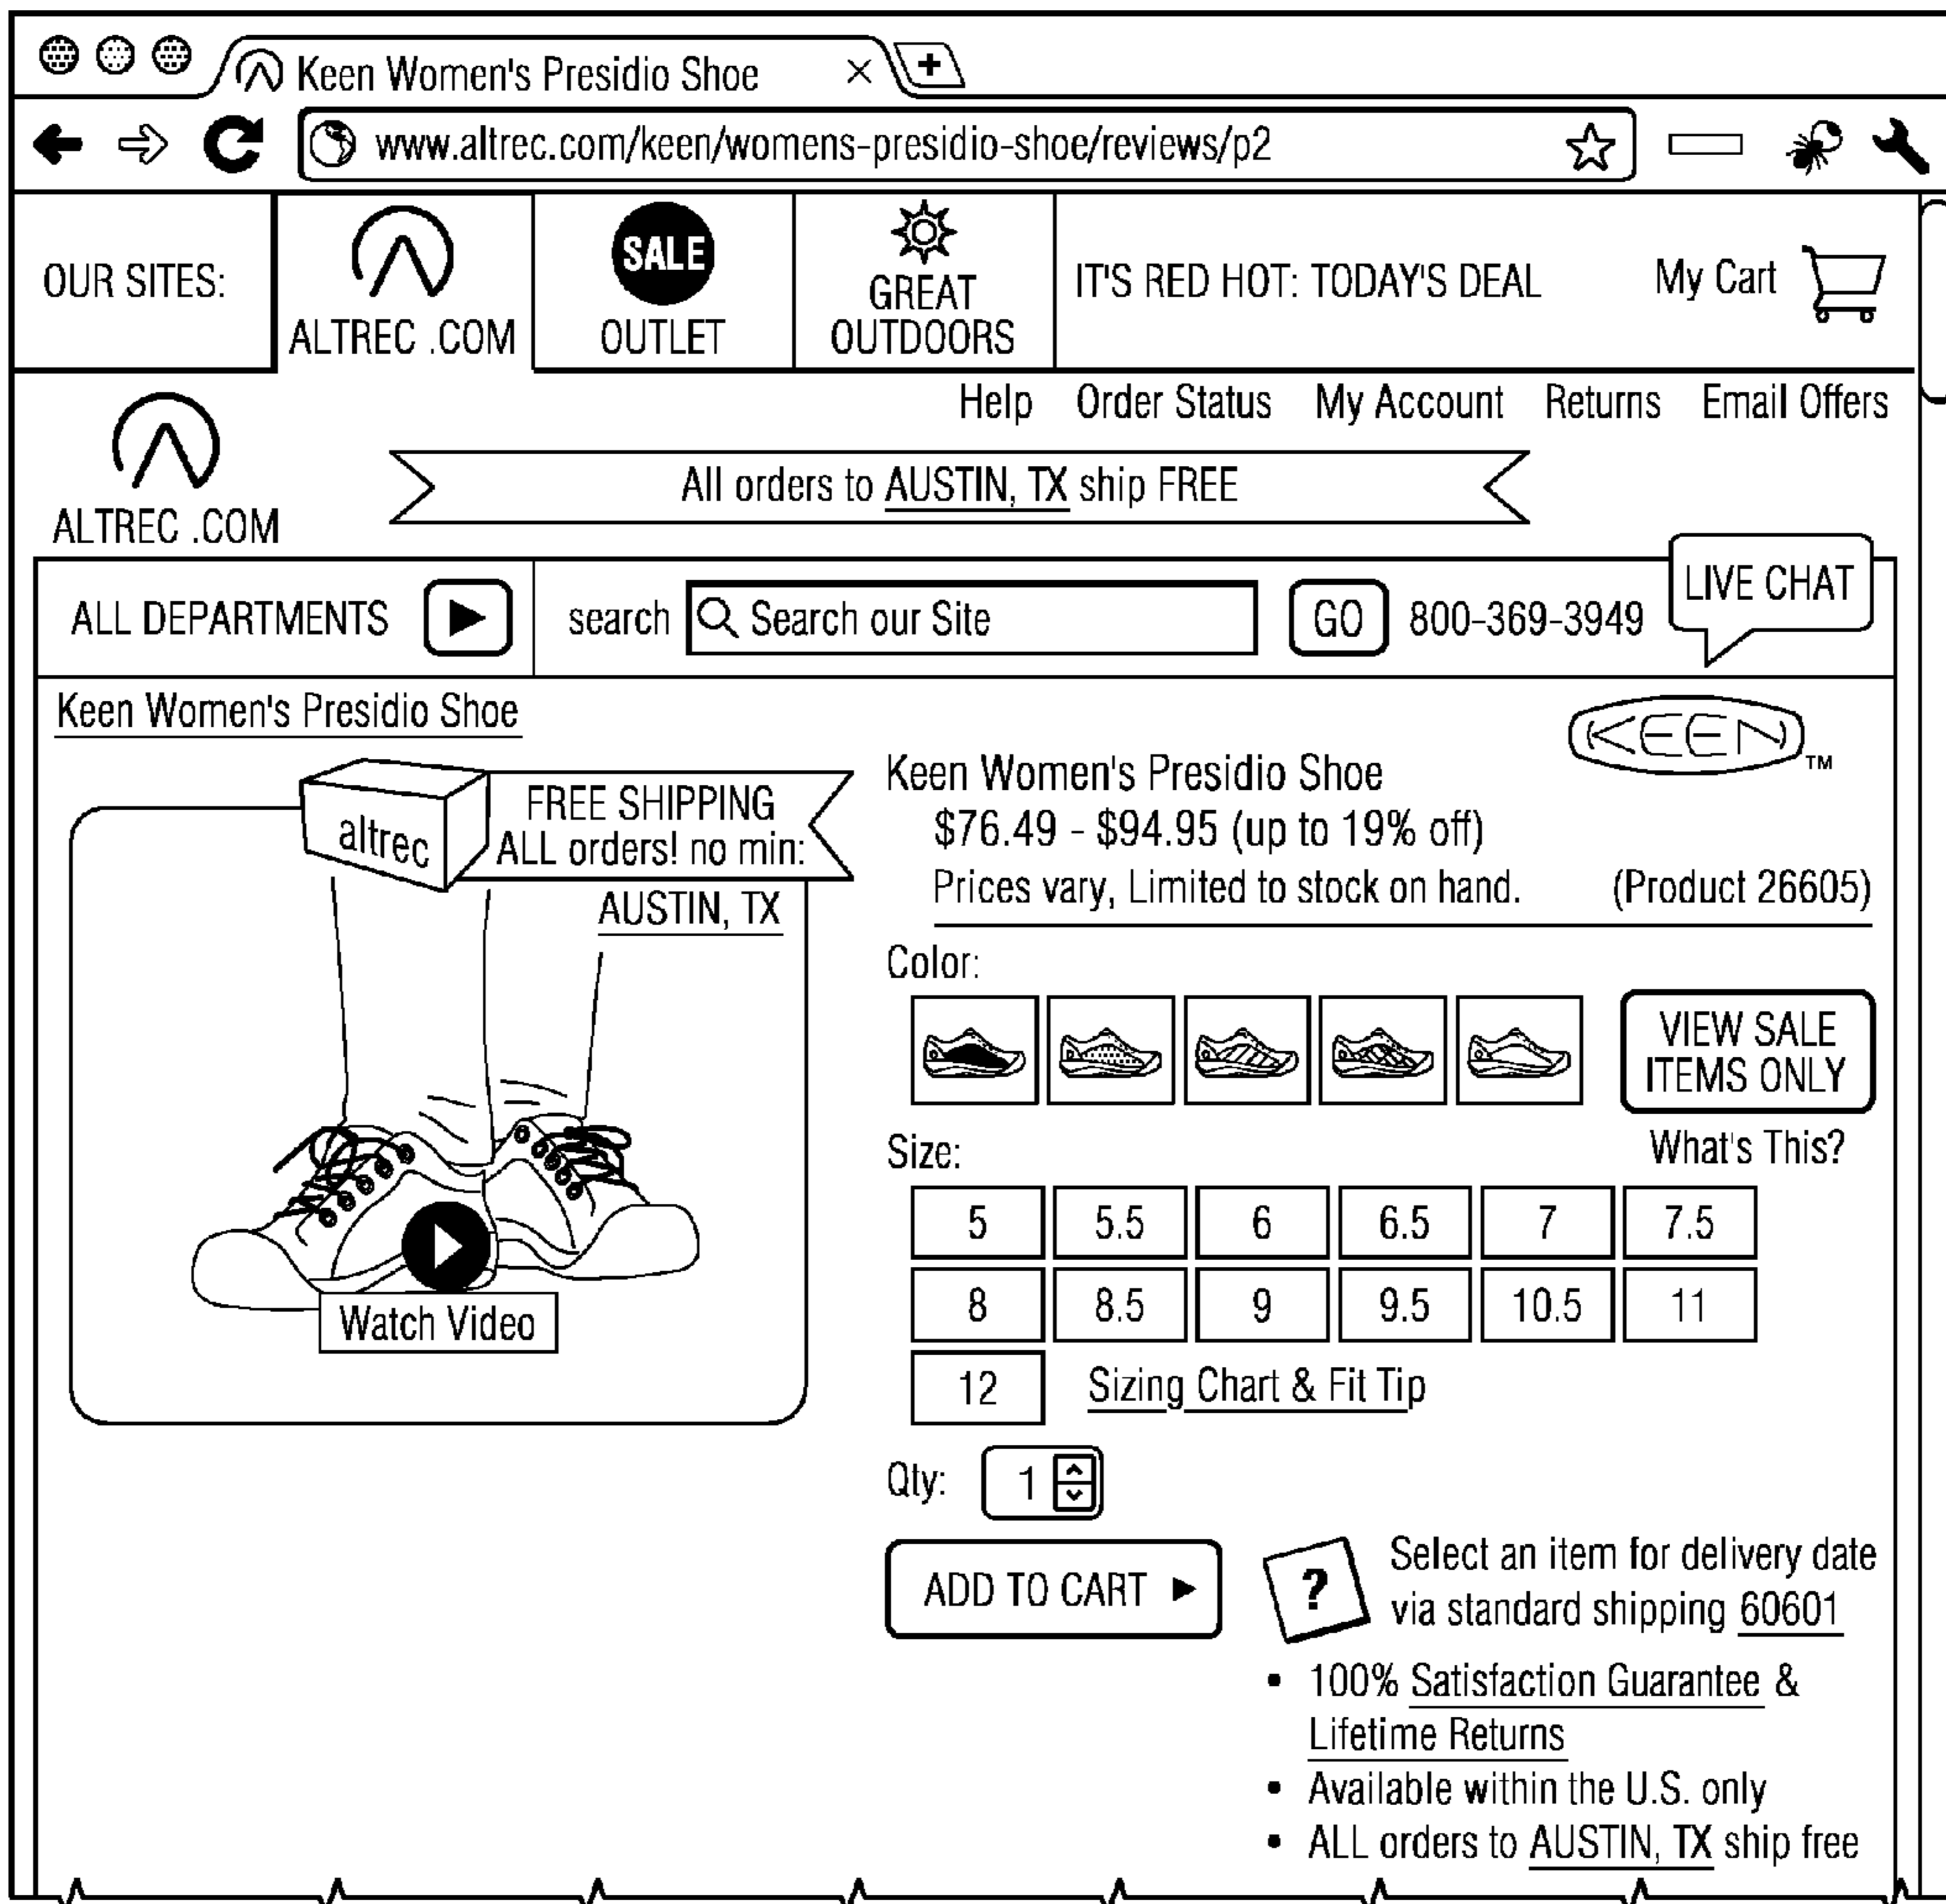 Keen Women's Presidio Shoe
www.altrec.com/keen/womens-presidio-shoe/reviews/p2
OUR SITES:
ALTREC .COM
SALE
OUTLET
GREAT
OUTDOORS
IT'S RED HOT: TODAY'S DEAL
My Cart
Help Order Status My Account Returns Email Offers
ALTREC .COM
All orders to AUSTIN, TX ship FREE
ALL DEPARTMENTS
search
Search our Site
GO
800-369-3949
LIVE CHAT
Keen Women's Presidio Shoe
KEEN TM
altrec
FREE SHIPPING
ALL orders! no min:
AUSTIN, TX
Watch Video
Keen Women's Presidio Shoe
$76.49 - $94.95 (up to 19% off)
Prices vary, Limited to stock on hand. (Product 26605)
Color:
VIEW SALE
ITEMS ONLY
What's This?
Size:
5 5.5 6 6.5 7 7.5
8 8.5 9 9.5 10.5 11
12 Sizing Chart & Fit Tip
Qty: 1
ADD TO CART
?
Select an item for delivery date
via standard shipping 60601
• 100% Satisfaction Guarantee &
Lifetime Returns
• Available within the U.S. only
• ALL orders to AUSTIN, TX ship free